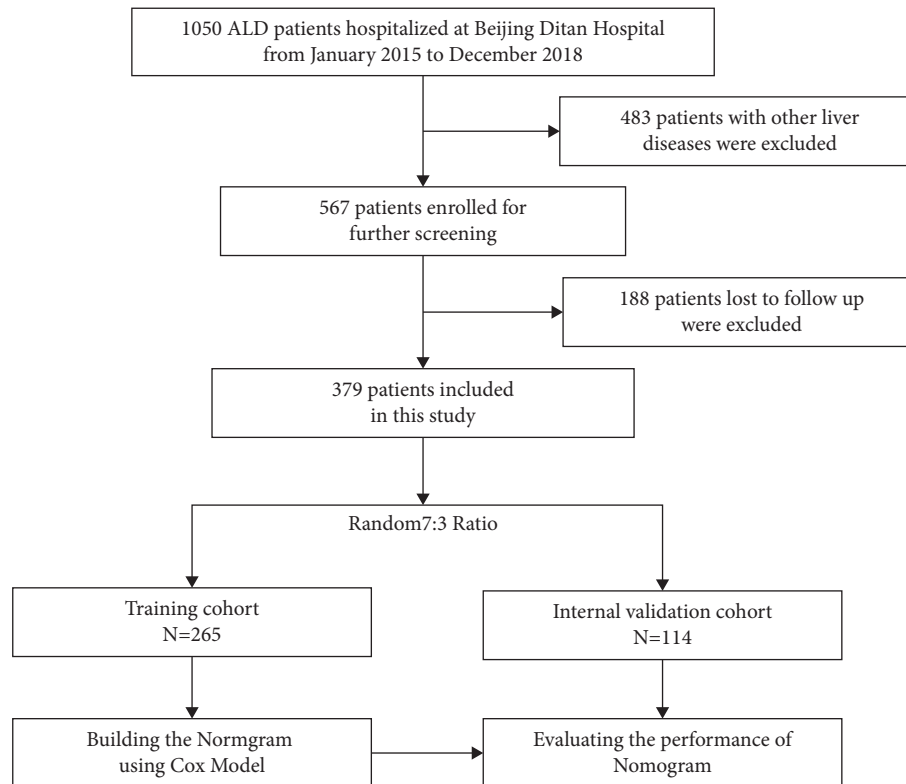 1050 ALD patients hospitalized at Beijing Ditan Hospital
from January 2015 to December 2018
483 patients with other liver
diseases were excluded
567 patients enrolled for
further screening
188 patients lost to follow up
were excluded
379 patients included
in this study
Random7:3 Ratio
Training cohort
N=265
Internal validation cohort
N=114
Building the Normgram
using Cox Model
Evaluating the performance of
Nomogram